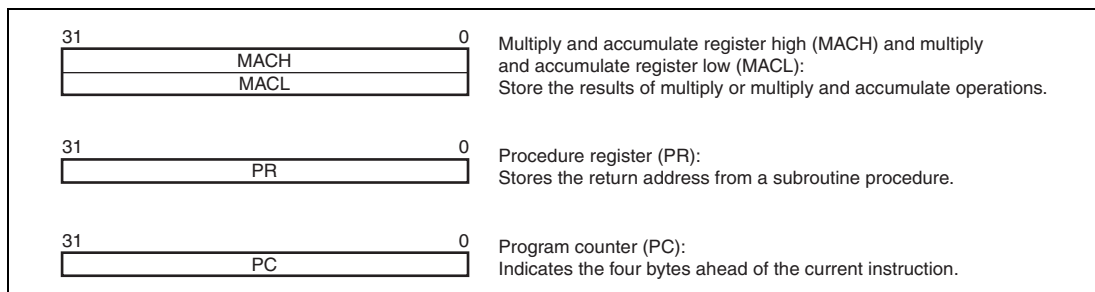 31 0
MACH
MACL
Multiply and accumulate register high (MACH) and multiply
and accumulate register low (MACL):
Store the results of multiply or multiply and accumulate operations.
31 0
PR
Procedure register (PR):
Stores the return address from a subroutine procedure.
31 0
PC
Program counter (PC):
Indicates the four bytes ahead of the current instruction.